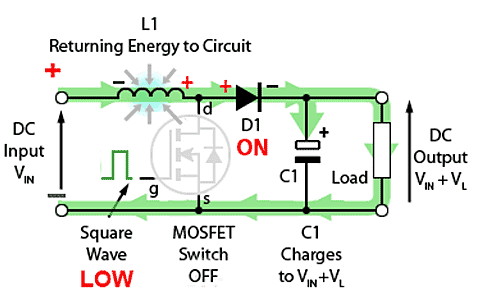 L1
Returning Energy to Circuit
+
− + + −
d
D1
ON
DC
Input
VIN
+
C1
Load
DC
Output
VIN + VL
−
g
s
Square
Wave
LOW
MOSFET
Switch
OFF
C1
Charges
to VIN+VL